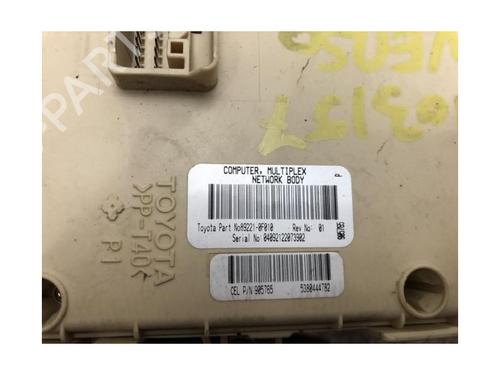 COMPUTER, MULTIPLEX
NETWORK BODY
Toyota Part No89221-0F010 Rev No: 01
Serial No 04092122073902
CEL P/N 905765 5380444782
TOYOTA
>PP-T40<
P1